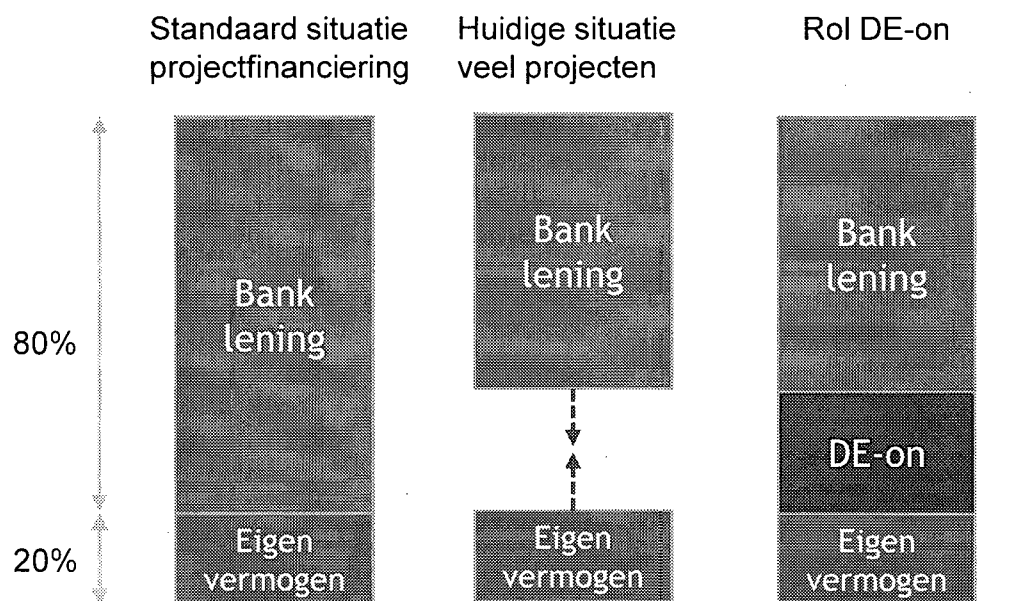 Standaard situatie
projectfinanciering
Huidige situatie
veel projecten
Rol DE-on
80%
20%
Bank
lening
Eigen
vermogen
Bank
lening
Eigen
vermogen
Bank
lening
DE-on
Eigen
vermogen